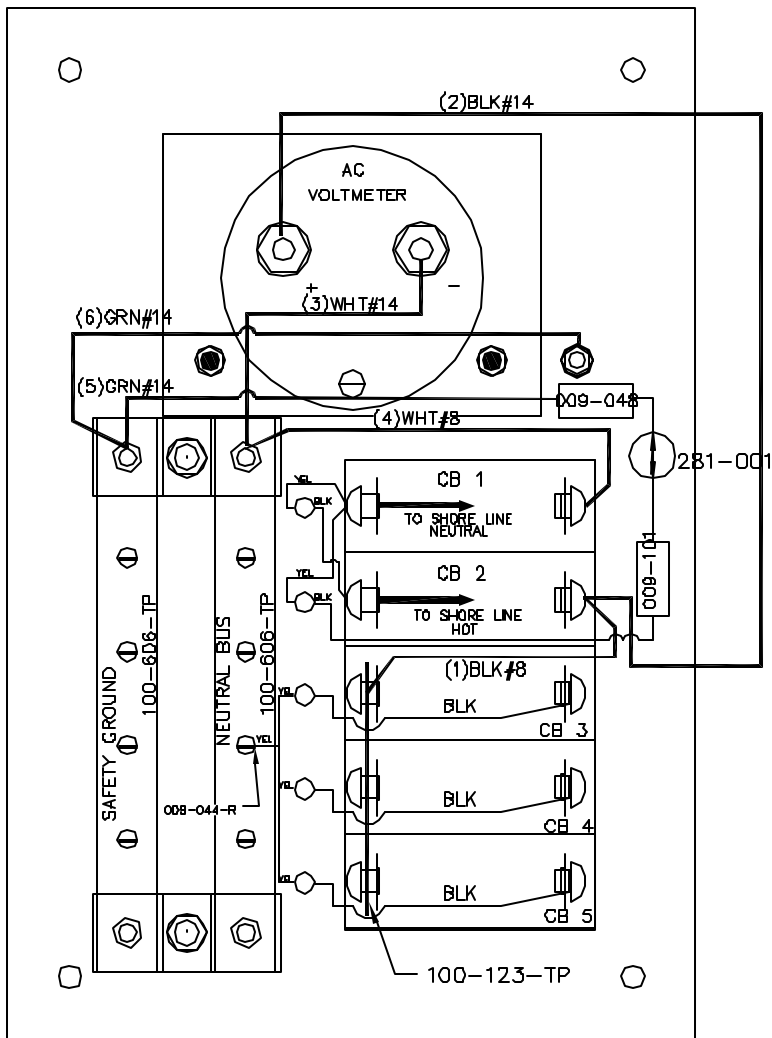 (2)BLK#14
AC
VOLTMETER
+
−
(3)WHT#14
(6)GRN#14
(5)GRN#14
009-048
(4)WHT#8
281-001
CB 1
YEL
BLK
TO SHORE LINE
NEUTRAL
CB 2
YEL
BLK
TO SHORE LINE
HOT
009-101
100-606-TP
100-606-TP
NEUTRAL BUS
SAFETY GROUND
(1)BLK#8
YEL
BLK
CB 3
YEL
008-044-R
YEL
BLK
CB 4
YEL
BLK
CB 5
100-123-TP